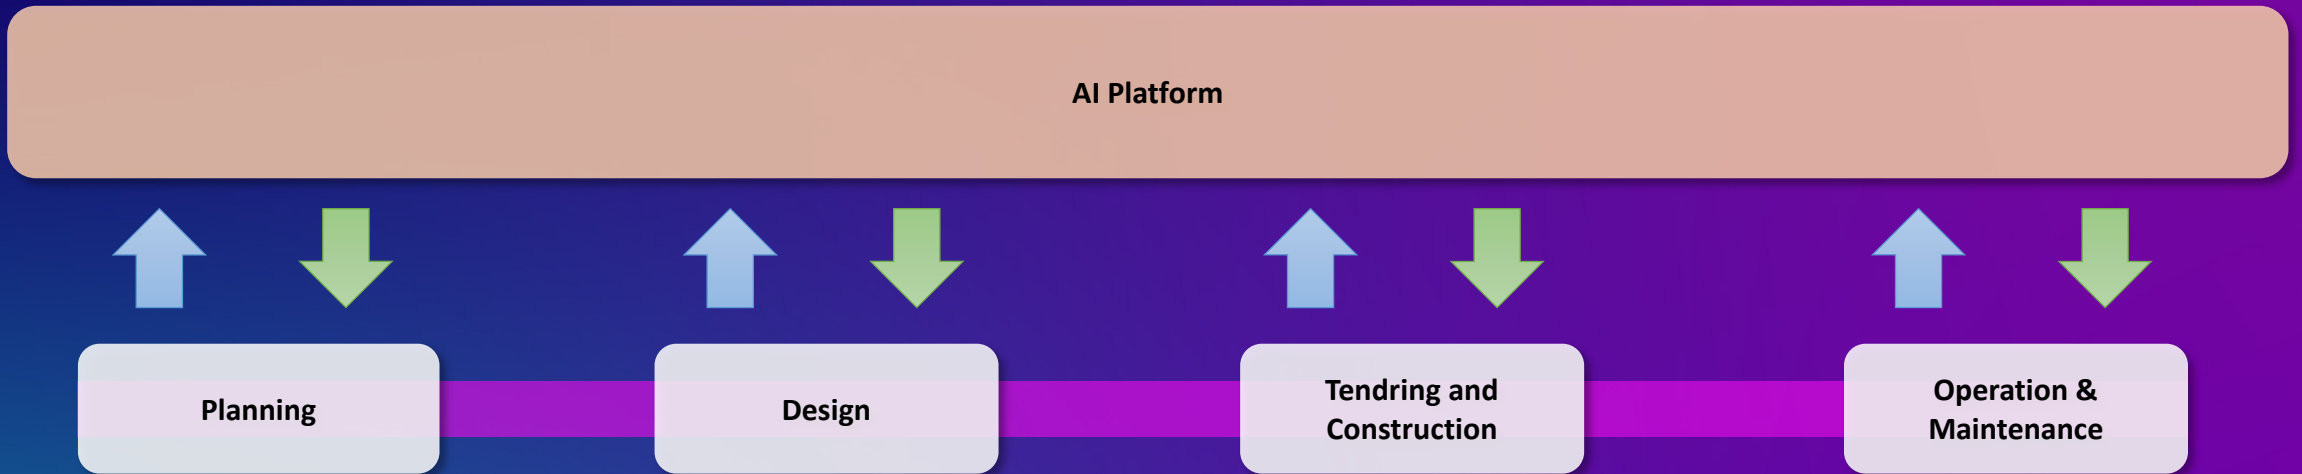 AI Platform
Planning
Design
Tendring and
Construction
Operation &
Maintenance